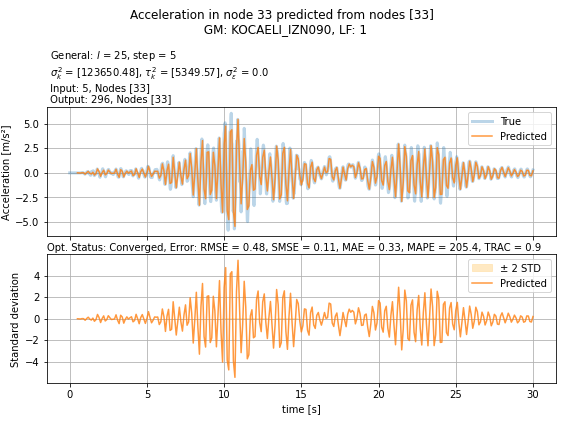 Acceleration in node 33 predicted from nodes [33]
GM: KOCAELI_IZN090, LF: 1
General: l = 25, step = 5
σ²_k = [123650.48], τ²_k = [5349.57], σ²_ε = 0.0
Input: 5, Nodes [33]
Output: 296, Nodes [33]
Acceleration [m/s²]
5.0
2.5
0.0
−2.5
−5.0
True
Predicted
Opt. Status: Converged, Error: RMSE = 0.48, SMSE = 0.11, MAE = 0.33, MAPE = 205.4, TRAC = 0.9
Standard deviation
4
2
0
−2
−4
± 2 STD
Predicted
0 5 10 15 20 25 30
time [s]